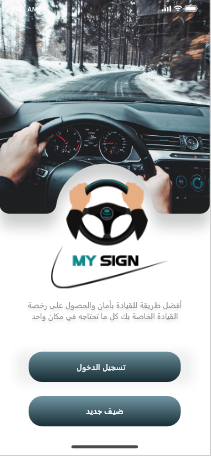 AM
MY SIGN
أفضل طريقة للقيادة بأمان والحصول على رخصة
القيادة الخاصة بك كل ما تحتاجه في مكان واحد
تسجيل الدخول
ضيف جديد